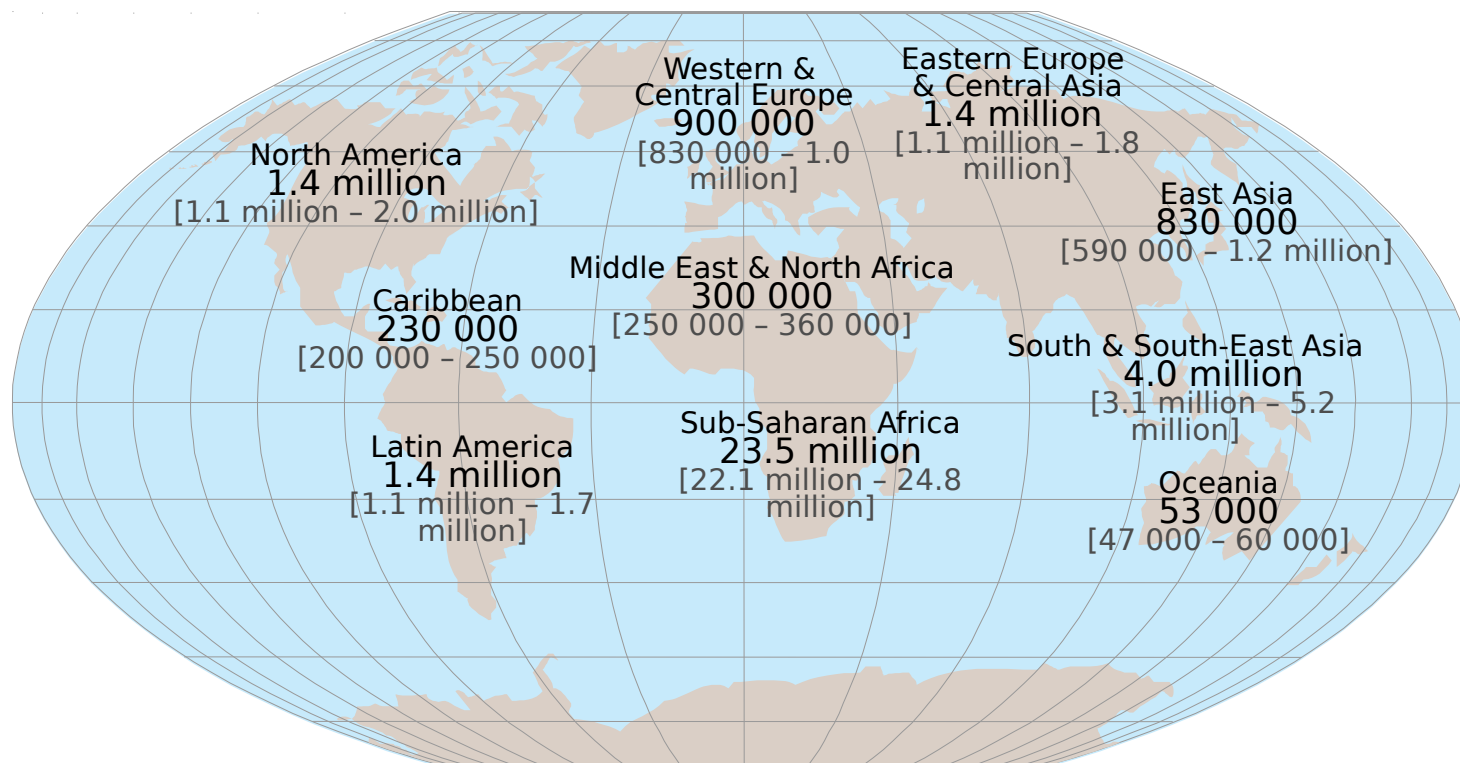 Western &
Central Europe
900 000
[830 000 – 1.0
million]
Eastern Europe
& Central Asia
1.4 million
[1.1 million – 1.8
million]
North America
1.4 million
[1.1 million – 2.0 million]
East Asia
830 000
[590 000 – 1.2 million]
Middle East & North Africa
300 000
[250 000 – 360 000]
Caribbean
230 000
[200 000 – 250 000]
South & South-East Asia
4.0 million
[3.1 million – 5.2
million]
Sub-Saharan Africa
23.5 million
[22.1 million – 24.8
million]
Latin America
1.4 million
[1.1 million – 1.7
million]
Oceania
53 000
[47 000 – 60 000]